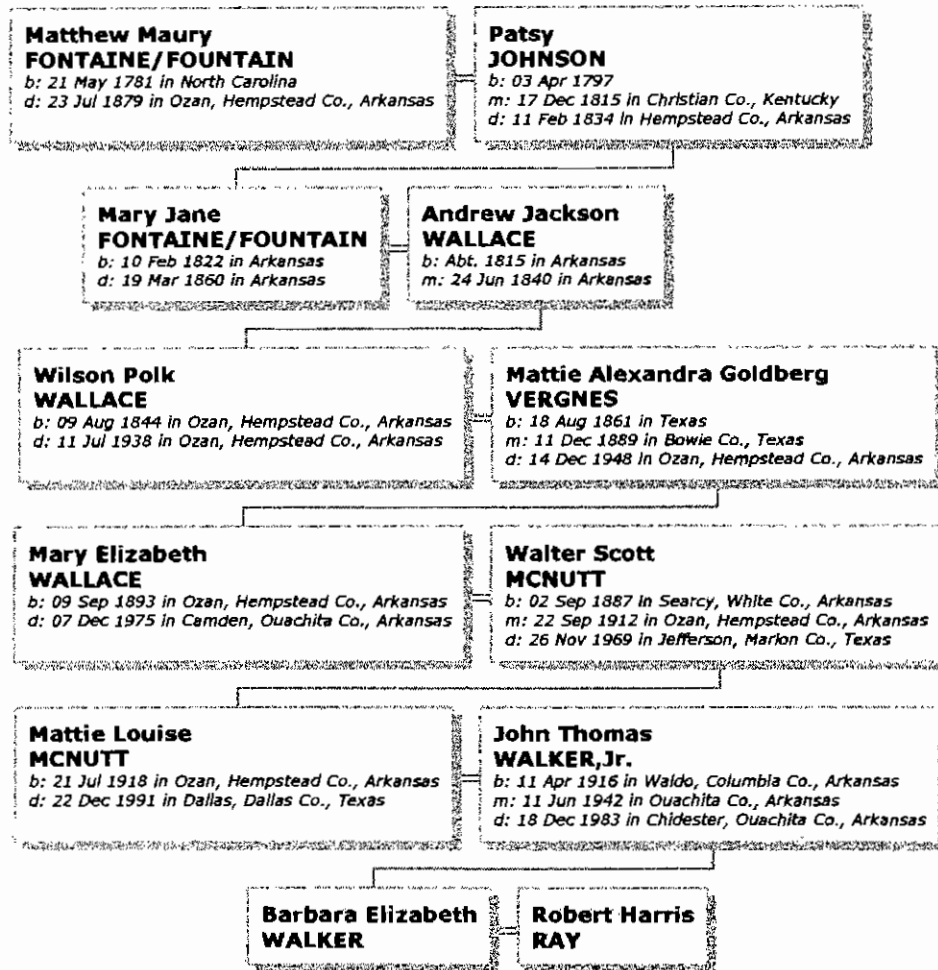 Matthew Maury
FONTAINE/FOUNTAIN
b: 21 May 1781 in North Carolina
d: 23 Jul 1879 in Ozan, Hempstead Co., Arkansas
Patsy
JOHNSON
b: 03 Apr 1797
m: 17 Dec 1815 in Christian Co., Kentucky
d: 11 Feb 1834 in Hempstead Co., Arkansas
Mary Jane
FONTAINE/FOUNTAIN
b: 10 Feb 1822 in Arkansas
d: 19 Mar 1860 in Arkansas
Andrew Jackson
WALLACE
b: Abt. 1815 in Arkansas
m: 24 Jun 1840 in Arkansas
Wilson Polk
WALLACE
b: 09 Aug 1844 in Ozan, Hempstead Co., Arkansas
d: 11 Jul 1938 in Ozan, Hempstead Co., Arkansas
Mattie Alexandra Goldberg
VERGNES
b: 18 Aug 1861 in Texas
m: 11 Dec 1889 in Bowie Co., Texas
d: 14 Dec 1948 in Ozan, Hempstead Co., Arkansas
Mary Elizabeth
WALLACE
b: 09 Sep 1893 in Ozan, Hempstead Co., Arkansas
d: 07 Dec 1975 in Camden, Ouachita Co., Arkansas
Walter Scott
MCNUTT
b: 02 Sep 1887 in Searcy, White Co., Arkansas
m: 22 Sep 1912 in Ozan, Hempstead Co., Arkansas
d: 26 Nov 1969 in Jefferson, Marion Co., Texas
Mattie Louise
MCNUTT
b: 21 Jul 1918 in Ozan, Hempstead Co., Arkansas
d: 22 Dec 1991 in Dallas, Dallas Co., Texas
John Thomas
WALKER,Jr.
b: 11 Apr 1916 in Waldo, Columbia Co., Arkansas
m: 11 Jun 1942 in Ouachita Co., Arkansas
d: 18 Dec 1983 in Chidester, Ouachita Co., Arkansas
Barbara Elizabeth
WALKER
Robert Harris
RAY